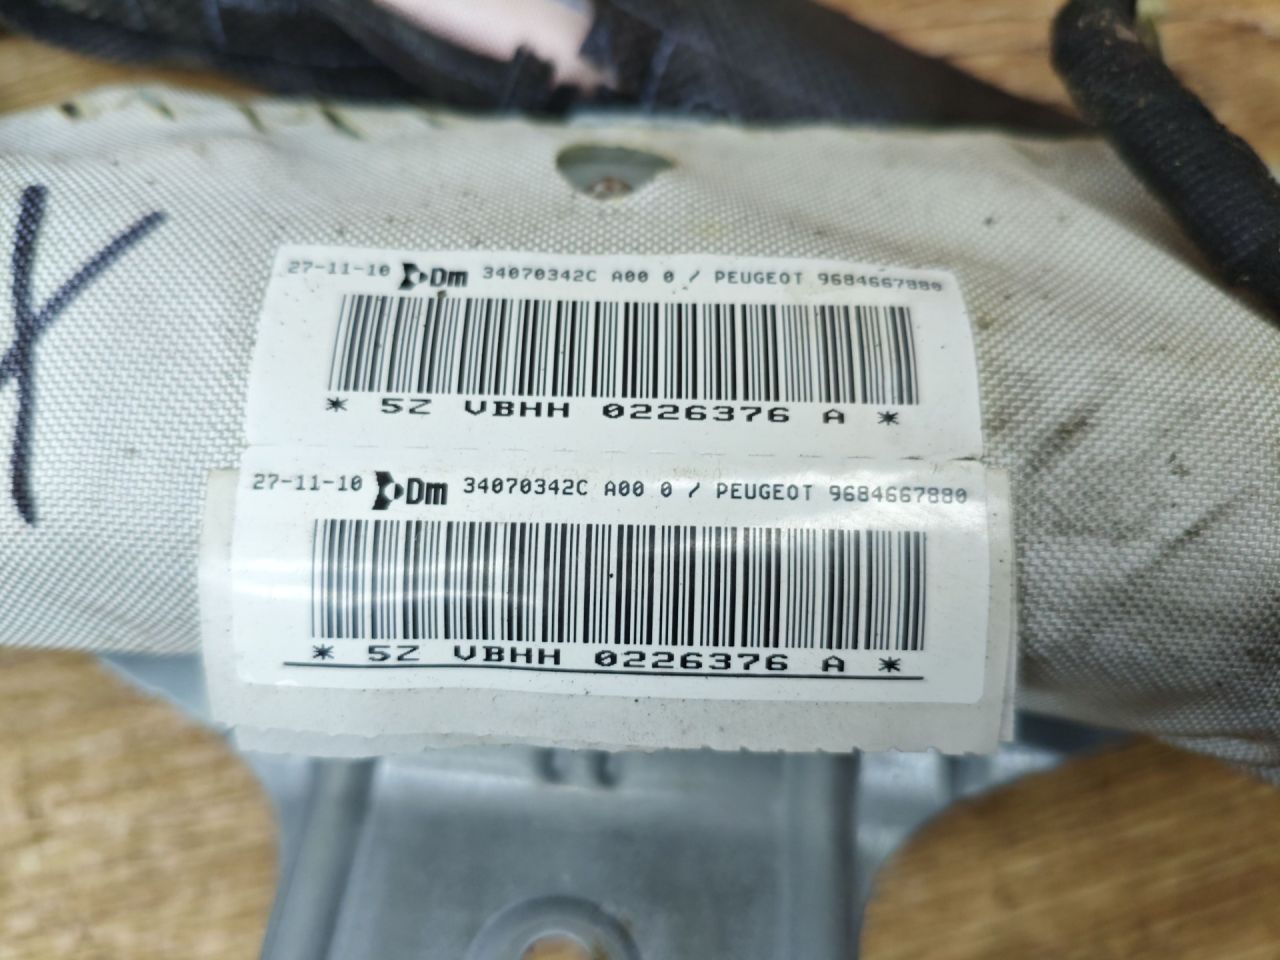 27-11-10 Dm 34070342C A00 0 / PEUGEOT 9684667880
* 5Z VBHH 0226376 A *
27-11-10 Dm 34070342C A00 0 / PEUGEOT 9684667880
* 5Z VBHH 0226376 A *